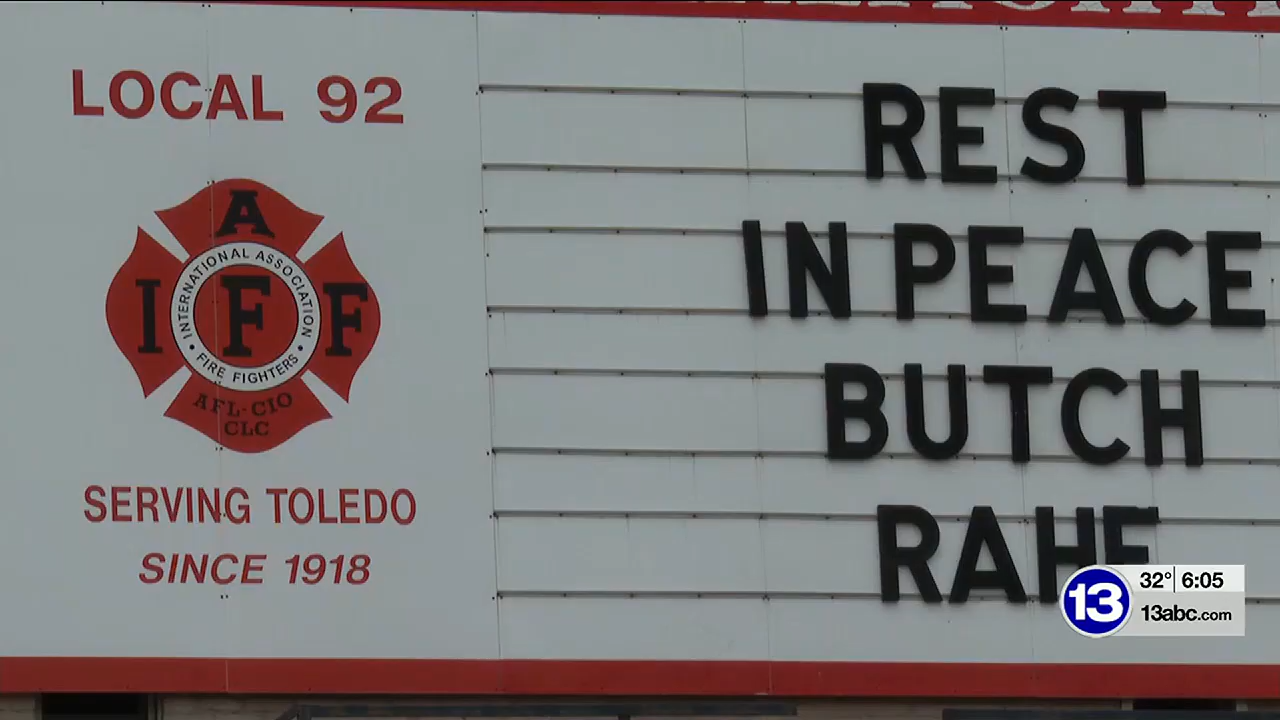 LOCAL 92
A
I F F
INTERNATIONAL ASSOCIATION
• FIRE FIGHTERS •
AFL-CIO
CLC
SERVING TOLEDO
SINCE 1918
REST
IN PEACE
BUTCH
RAHE
13
32° 6:05
13abc.com